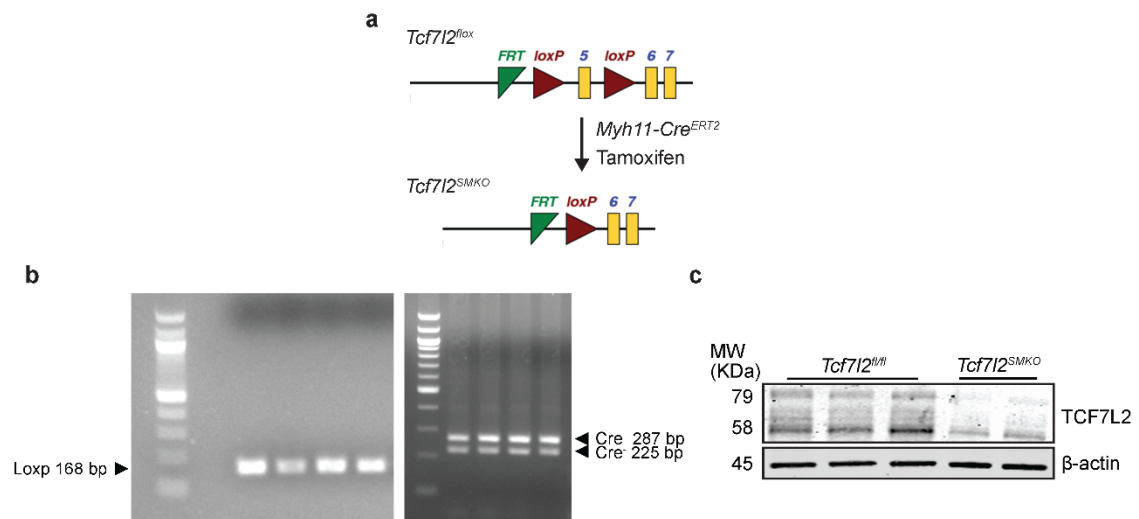 a
Tcf7l2flox
FRT loxP 5 loxP 6 7
Myh11-CreERT2
Tamoxifen
Tcf7l2SMKO
FRT loxP 6 7
b
Loxp 168 bp
Cre 287 bp
Cre- 225 bp
c
MW
(KDa)
Tcf7l2fl/fl Tcf7l2SMKO
79
58
TCF7L2
45
β-actin